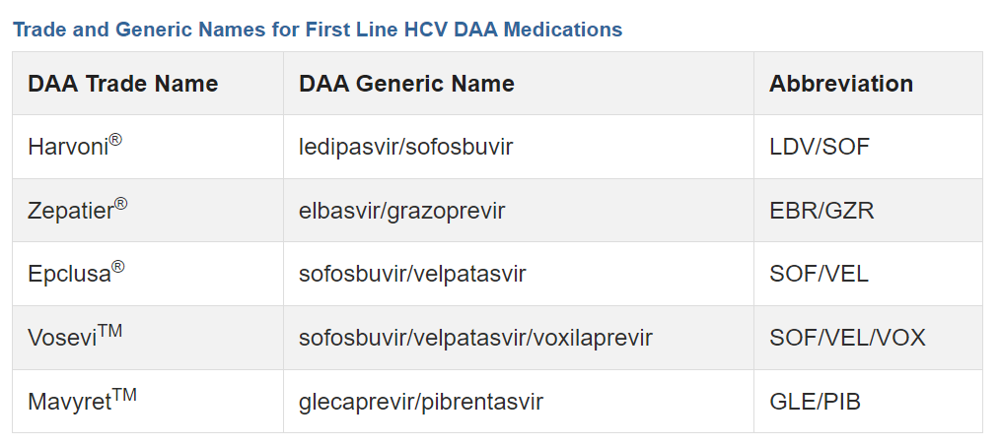 Trade and Generic Names for First Line HCV DAA Medications
DAA Trade Name DAA Generic Name Abbreviation
Harvoni® ledipasvir/sofosbuvir LDV/SOF
Zepatier® elbasvir/grazoprevir EBR/GZR
Epclusa® sofosbuvir/velpatasvir SOF/VEL
Vosevi™ sofosbuvir/velpatasvir/voxilaprevir SOF/VEL/VOX
Mavyret™ glecaprevir/pibrentasvir GLE/PIB